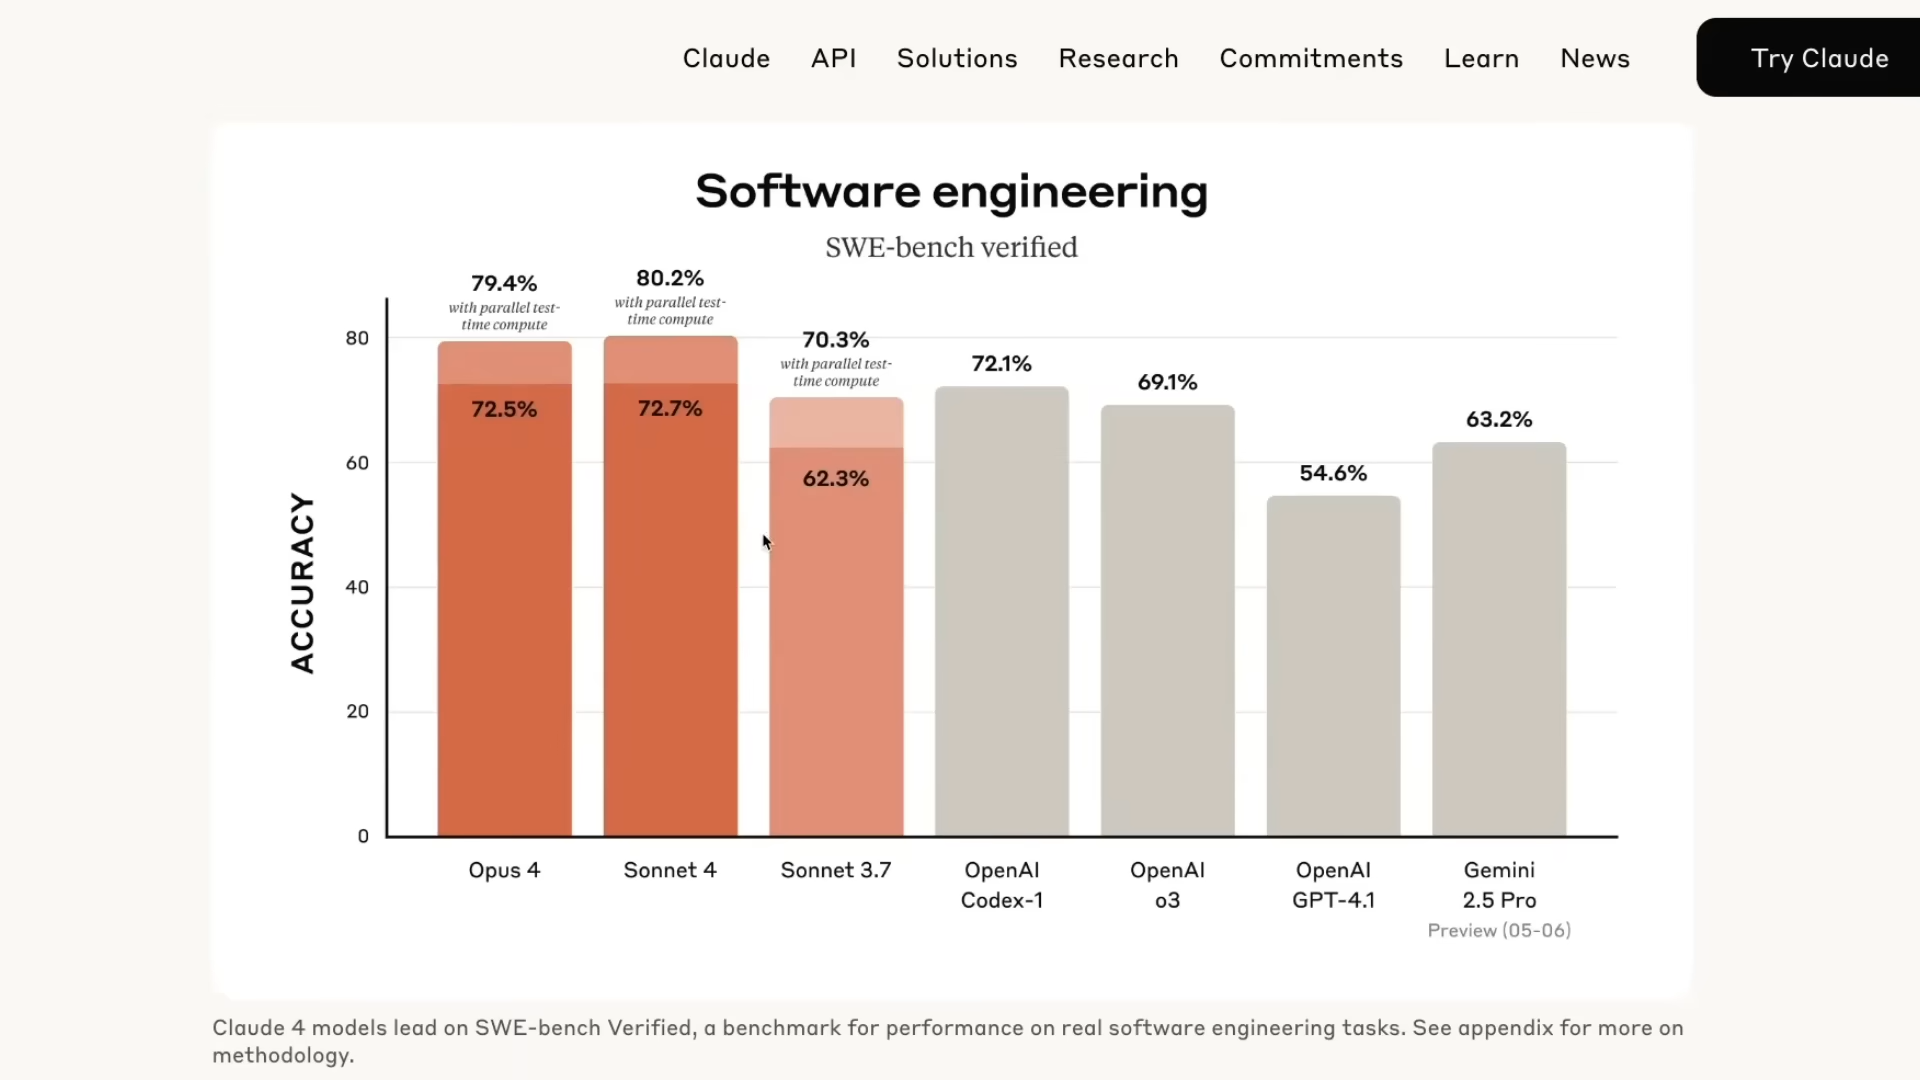 Claude API Solutions Research Commitments Learn News Try Claude
Software engineering
SWE-bench verified
79.4%
with parallel test-
time compute
80.2%
with parallel test-
time compute
70.3%
with parallel test-
time compute
72.1%
69.1%
63.2%
54.6%
72.5%
72.7%
62.3%
ACCURACY
80
60
40
20
0
Opus 4
Sonnet 4
Sonnet 3.7
OpenAI
Codex-1
OpenAI
o3
OpenAI
GPT-4.1
Gemini
2.5 Pro
Preview (05-06)
Claude 4 models lead on SWE-bench Verified, a benchmark for performance on real software engineering tasks. See appendix for more on
methodology.